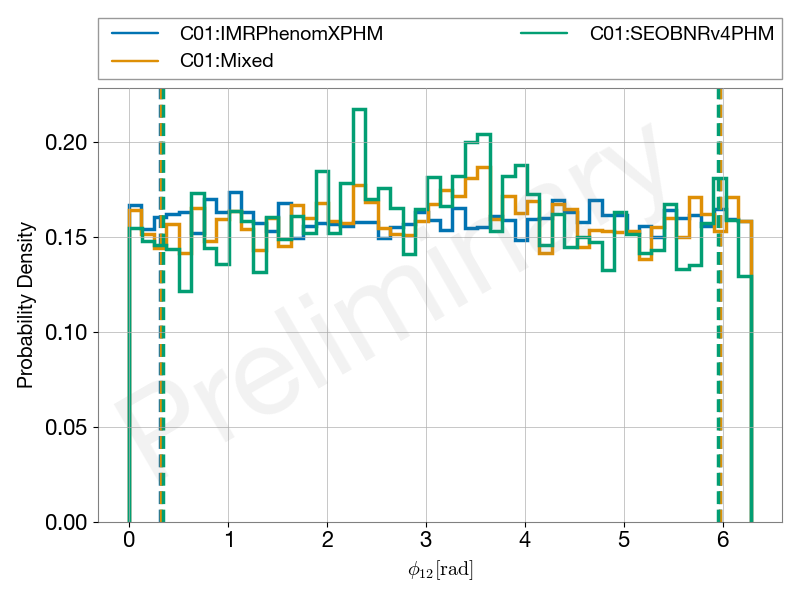 C01:IMRPhenomXPHM
C01:SEOBNRv4PHM
C01:Mixed
Preliminary
Probability Density
0.20
0.15
0.10
0.05
0.00
0 1 2 3 4 5 6
ϕ₁₂[rad]